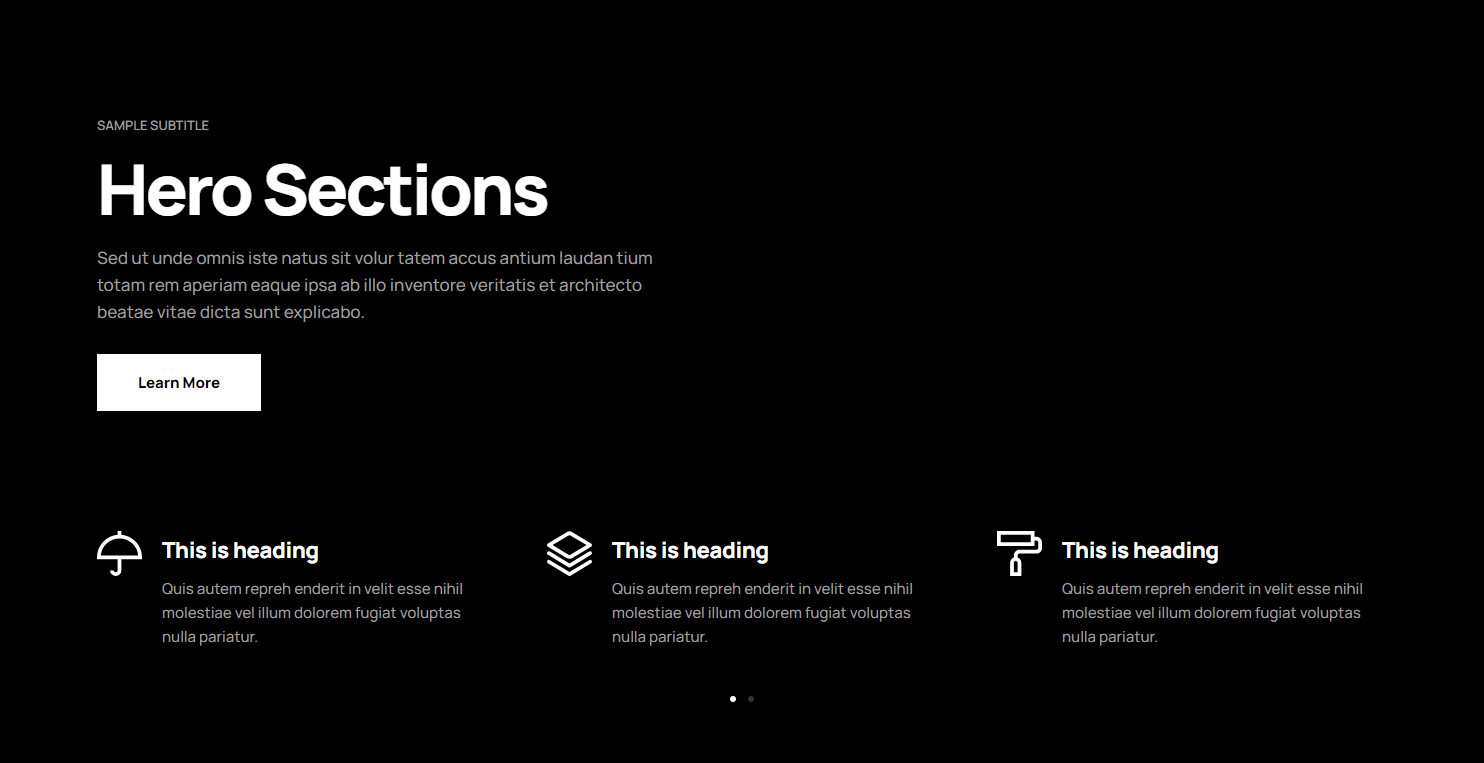 SAMPLE SUBTITLE
Hero Sections
Sed ut unde omnis iste natus sit volur tatem accus antium laudan tium
totam rem aperiam eaque ipsa ab illo inventore veritatis et architecto
beatae vitae dicta sunt explicabo.
Learn More
This is heading
Quis autem repreh enderit in velit esse nihil
molestiae vel illum dolorem fugiat voluptas
nulla pariatur.
This is heading
Quis autem repreh enderit in velit esse nihil
molestiae vel illum dolorem fugiat voluptas
nulla pariatur.
This is heading
Quis autem repreh enderit in velit esse nihil
molestiae vel illum dolorem fugiat voluptas
nulla pariatur.